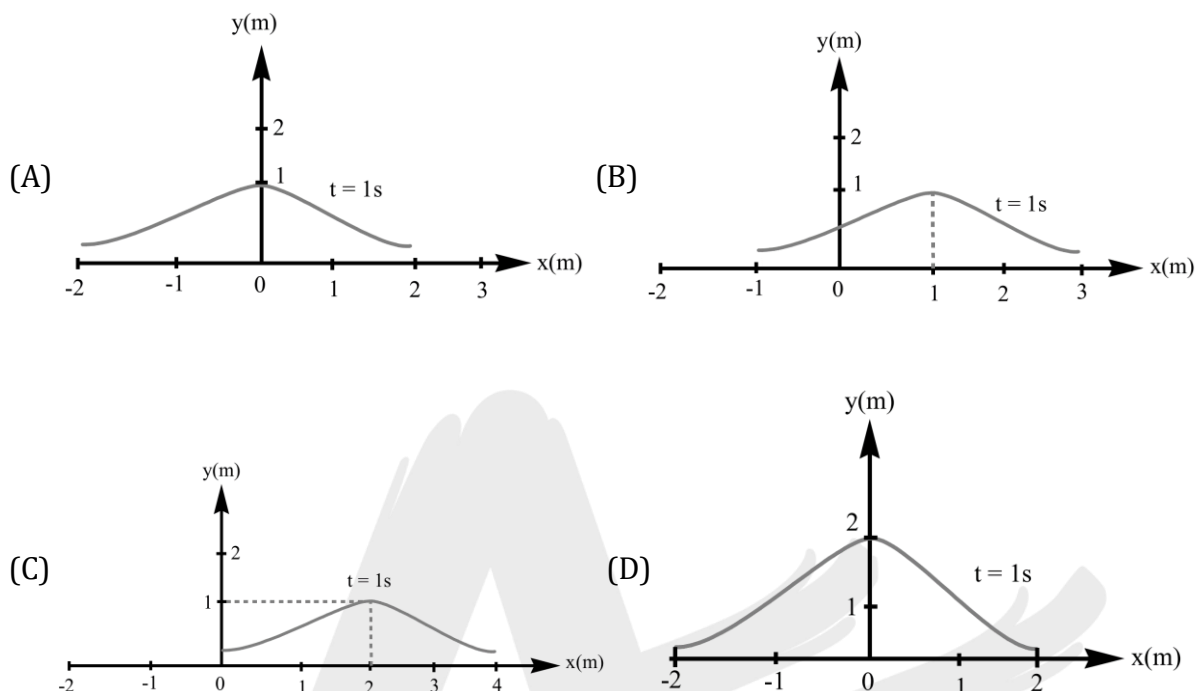 (A)
y(m)
2
1
t = 1s
-2 -1 0 1 2 3 x(m)
(B)
y(m)
2
1
t = 1s
-2 -1 0 1 2 3 x(m)
(C)
y(m)
2
1
t = 1s
-2 -1 0 1 2 3 4 x(m)
(D)
y(m)
2
1
t = 1s
-2 -1 0 1 2 x(m)